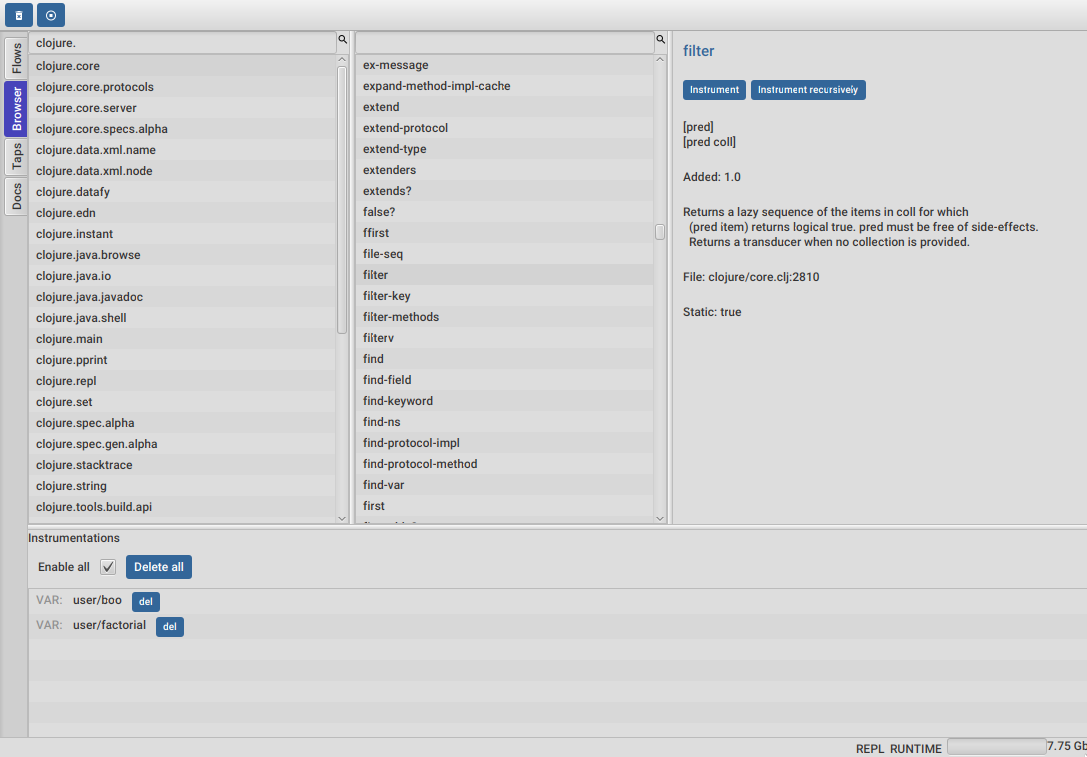 clojure.
Flows
Browser
Taps
Docs
clojure.core
clojure.core.protocols
clojure.core.server
clojure.core.specs.alpha
clojure.data.xml.name
clojure.data.xml.node
clojure.datafy
clojure.edn
clojure.instant
clojure.java.browse
clojure.java.io
clojure.java.javadoc
clojure.java.shell
clojure.main
clojure.pprint
clojure.repl
clojure.set
clojure.spec.alpha
clojure.spec.gen.alpha
clojure.stacktrace
clojure.string
clojure.tools.build.api
ex-message
expand-method-impl-cache
extend
extend-protocol
extend-type
extenders
extends?
false?
ffirst
file-seq
filter
filter-key
filter-methods
filterv
find
find-field
find-keyword
find-ns
find-protocol-impl
find-protocol-method
find-var
first
filter
Instrument Instrument recursively
[pred]
[pred coll]
Added: 1.0
Returns a lazy sequence of the items in coll for which
(pred item) returns logical true. pred must be free of side-effects.
Returns a transducer when no collection is provided.
File: clojure/core.clj:2810
Static: true
Instrumentations
Enable all Delete all
VAR: user/boo del
VAR: user/factorial del
REPL RUNTIME 7.75 Gb